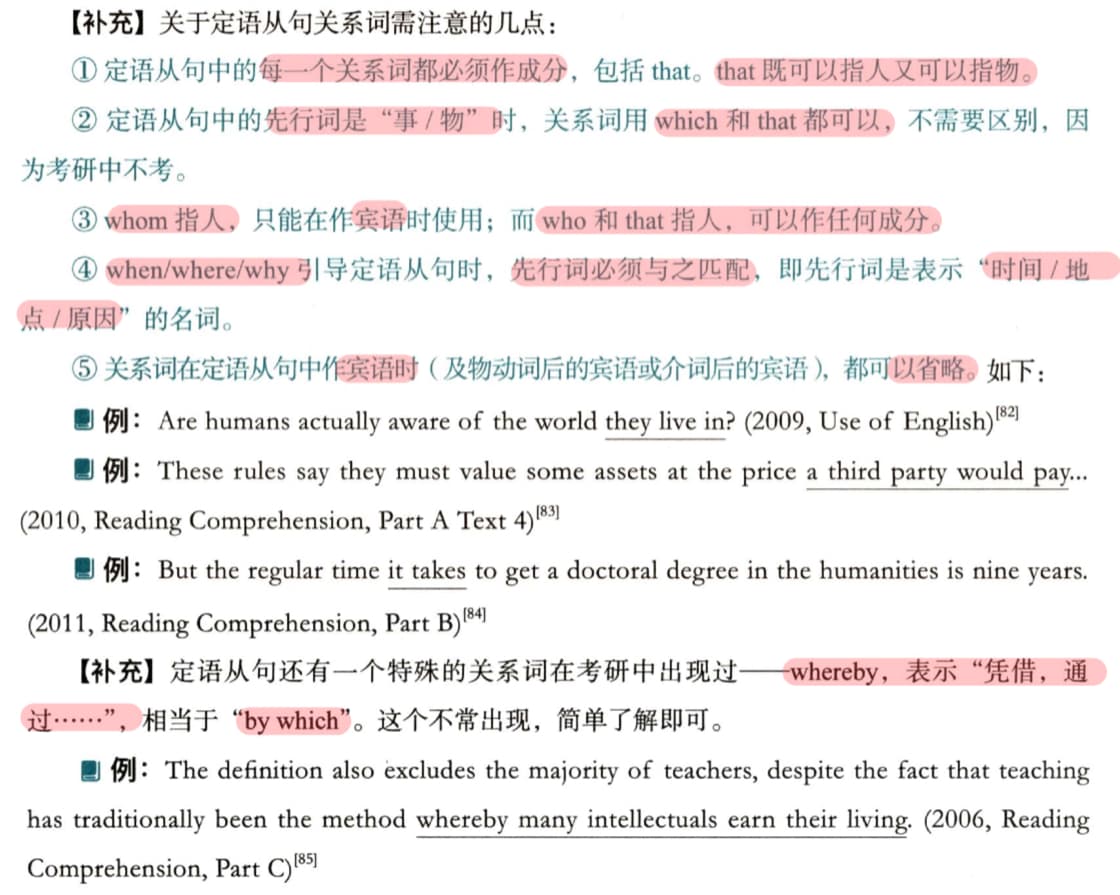 【补充】关于定语从句关系词需注意的几点：
① 定语从句中的每一个关系词都必须作成分，包括 that。that 既可以指人又可以指物。
② 定语从句中的先行词是“事 / 物”时，关系词用 which 和 that 都可以，不需要区别，因
为考研中不考。
③ whom 指人，只能在作宾语时使用；而 who 和 that 指人，可以作任何成分。
④ when/where/why 引导定语从句时，先行词必须与之匹配，即先行词是表示“时间 / 地
点 / 原因”的名词。
⑤ 关系词在定语从句中作宾语时（及物动词后的宾语或介词后的宾语），都可以省略。如下：
例：Are humans actually aware of the world they live in? (2009, Use of English)[82]
例：These rules say they must value some assets at the price a third party would pay...
(2010, Reading Comprehension, Part A Text 4)[83]
例：But the regular time it takes to get a doctoral degree in the humanities is nine years.
(2011, Reading Comprehension, Part B)[84]
【补充】定语从句还有一个特殊的关系词在考研中出现过——whereby，表示“凭借，通
过……”，相当于“by which”。这个不常出现，简单了解即可。
例：The definition also excludes the majority of teachers, despite the fact that teaching
has traditionally been the method whereby many intellectuals earn their living. (2006, Reading
Comprehension, Part C)[85]